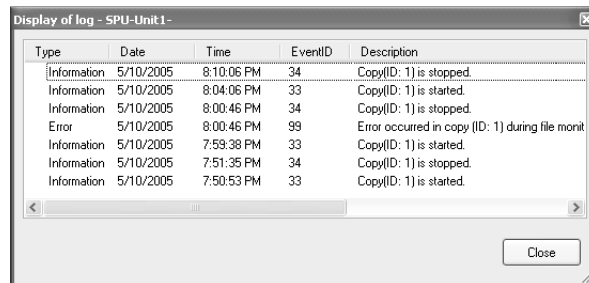 Display of log - SPU-Unit1-
Type Date Time EventID Description
Information 5/10/2005 8:10:06 PM 34 Copy(ID: 1) is stopped.
Information 5/10/2005 8:04:06 PM 33 Copy(ID: 1) is started.
Information 5/10/2005 8:00:46 PM 34 Copy(ID: 1) is stopped.
Error 5/10/2005 8:00:46 PM 99 Error occurred in copy (ID: 1) during file monit
Information 5/10/2005 7:59:38 PM 33 Copy(ID: 1) is started.
Information 5/10/2005 7:51:35 PM 34 Copy(ID: 1) is stopped.
Information 5/10/2005 7:50:53 PM 33 Copy(ID: 1) is started.
Close